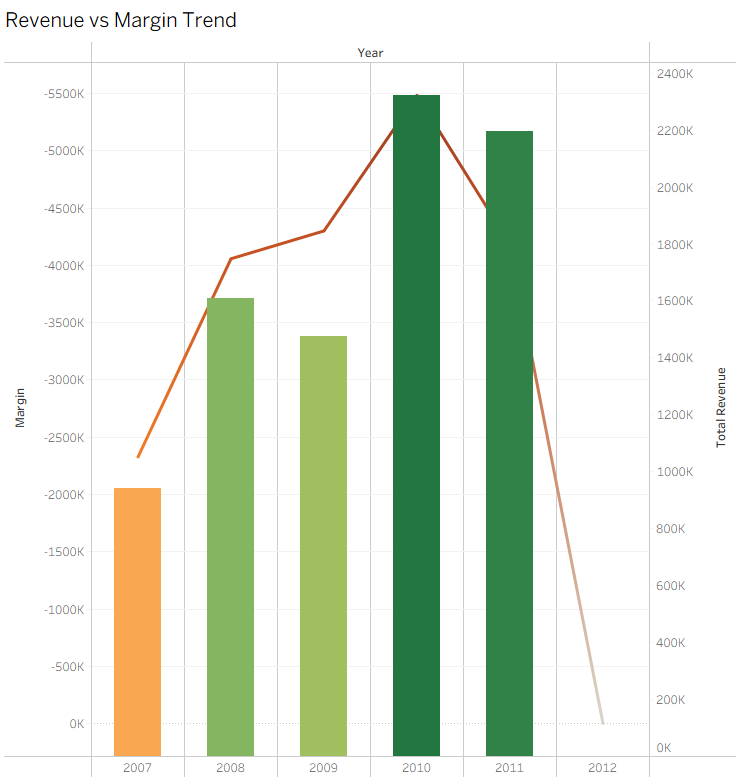 Revenue vs Margin Trend
Year
-5500K
-5000K
-4500K
-4000K
-3500K
-3000K
-2500K
-2000K
-1500K
-1000K
-500K
0K
Margin
2400K
2200K
2000K
1800K
1600K
1400K
1200K
1000K
800K
600K
400K
200K
0K
Total Revenue
2007 2008 2009 2010 2011 2012